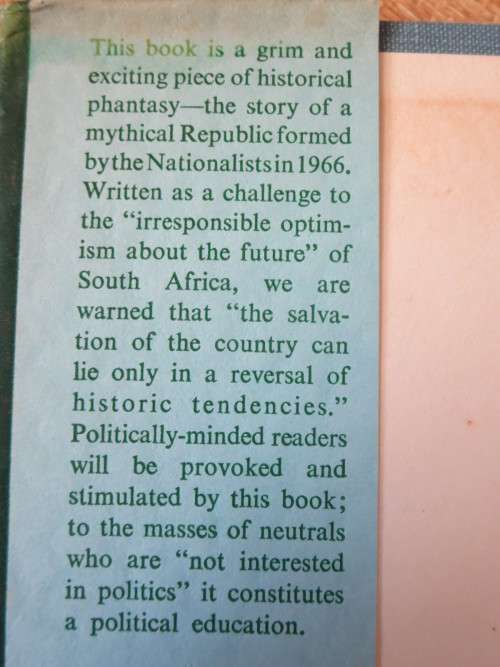 This book is a grim and
exciting piece of historical
phantasy—the story of a
mythical Republic formed
by the Nationalists in 1966.
Written as a challenge to
the “irresponsible optim-
ism about the future” of
South Africa, we are
warned that “the salva-
tion of the country can
lie only in a reversal of
historic tendencies.”
Politically-minded readers
will be provoked and
stimulated by this book;
to the masses of neutrals
who are “not interested
in politics” it constitutes
a political education.